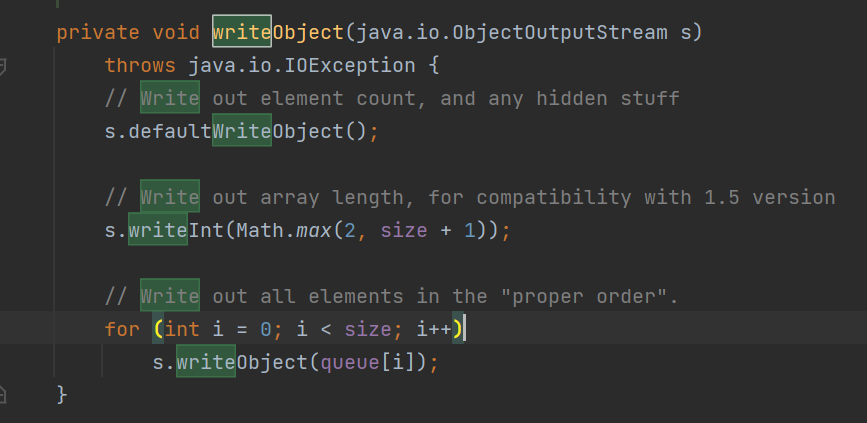 private void writeObject(java.io.ObjectOutputStream s)
throws java.io.IOException {
// Write out element count, and any hidden stuff
s.defaultWriteObject();
// Write out array length, for compatibility with 1.5 version
s.writeInt(Math.max(2, size + 1));
// Write out all elements in the "proper order".
for (int i = 0; i < size; i++)
s.writeObject(queue[i]);
}